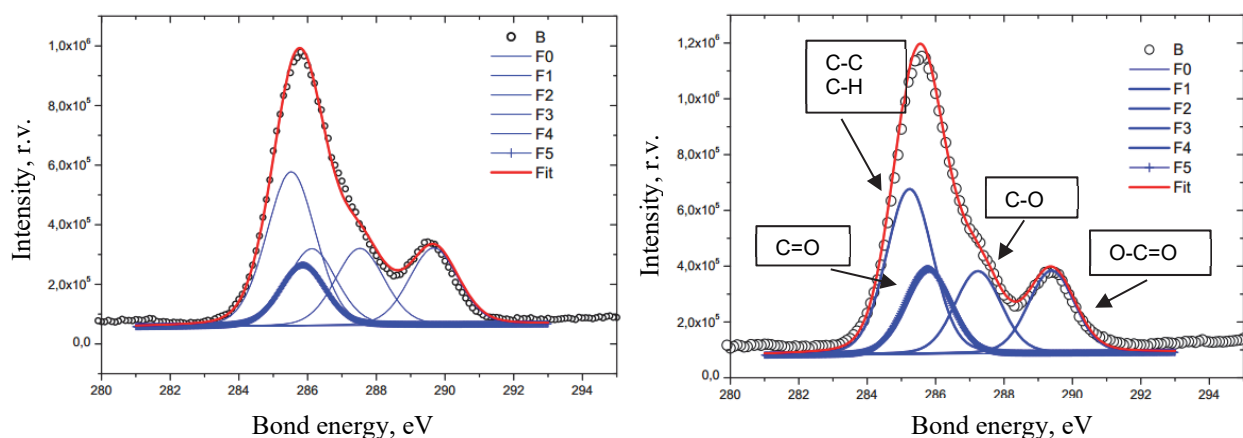 1,0x10⁶
8,0x10⁵
6,0x10⁵
4,0x10⁵
2,0x10⁵
0,0
Intensity, r.v.
B
F0
F1
F2
F3
F4
F5
Fit
280 282 284 286 288 290 292 294
Bond energy, eV
1,2x10⁶
1,0x10⁶
8,0x10⁵
6,0x10⁵
4,0x10⁵
2,0x10⁵
0,0
Intensity, r.v.
C-C
C-H
C=O
C-O
O-C=O
B
F0
F1
F2
F3
F4
F5
Fit
280 282 284 286 288 290 292 294
Bond energy, eV